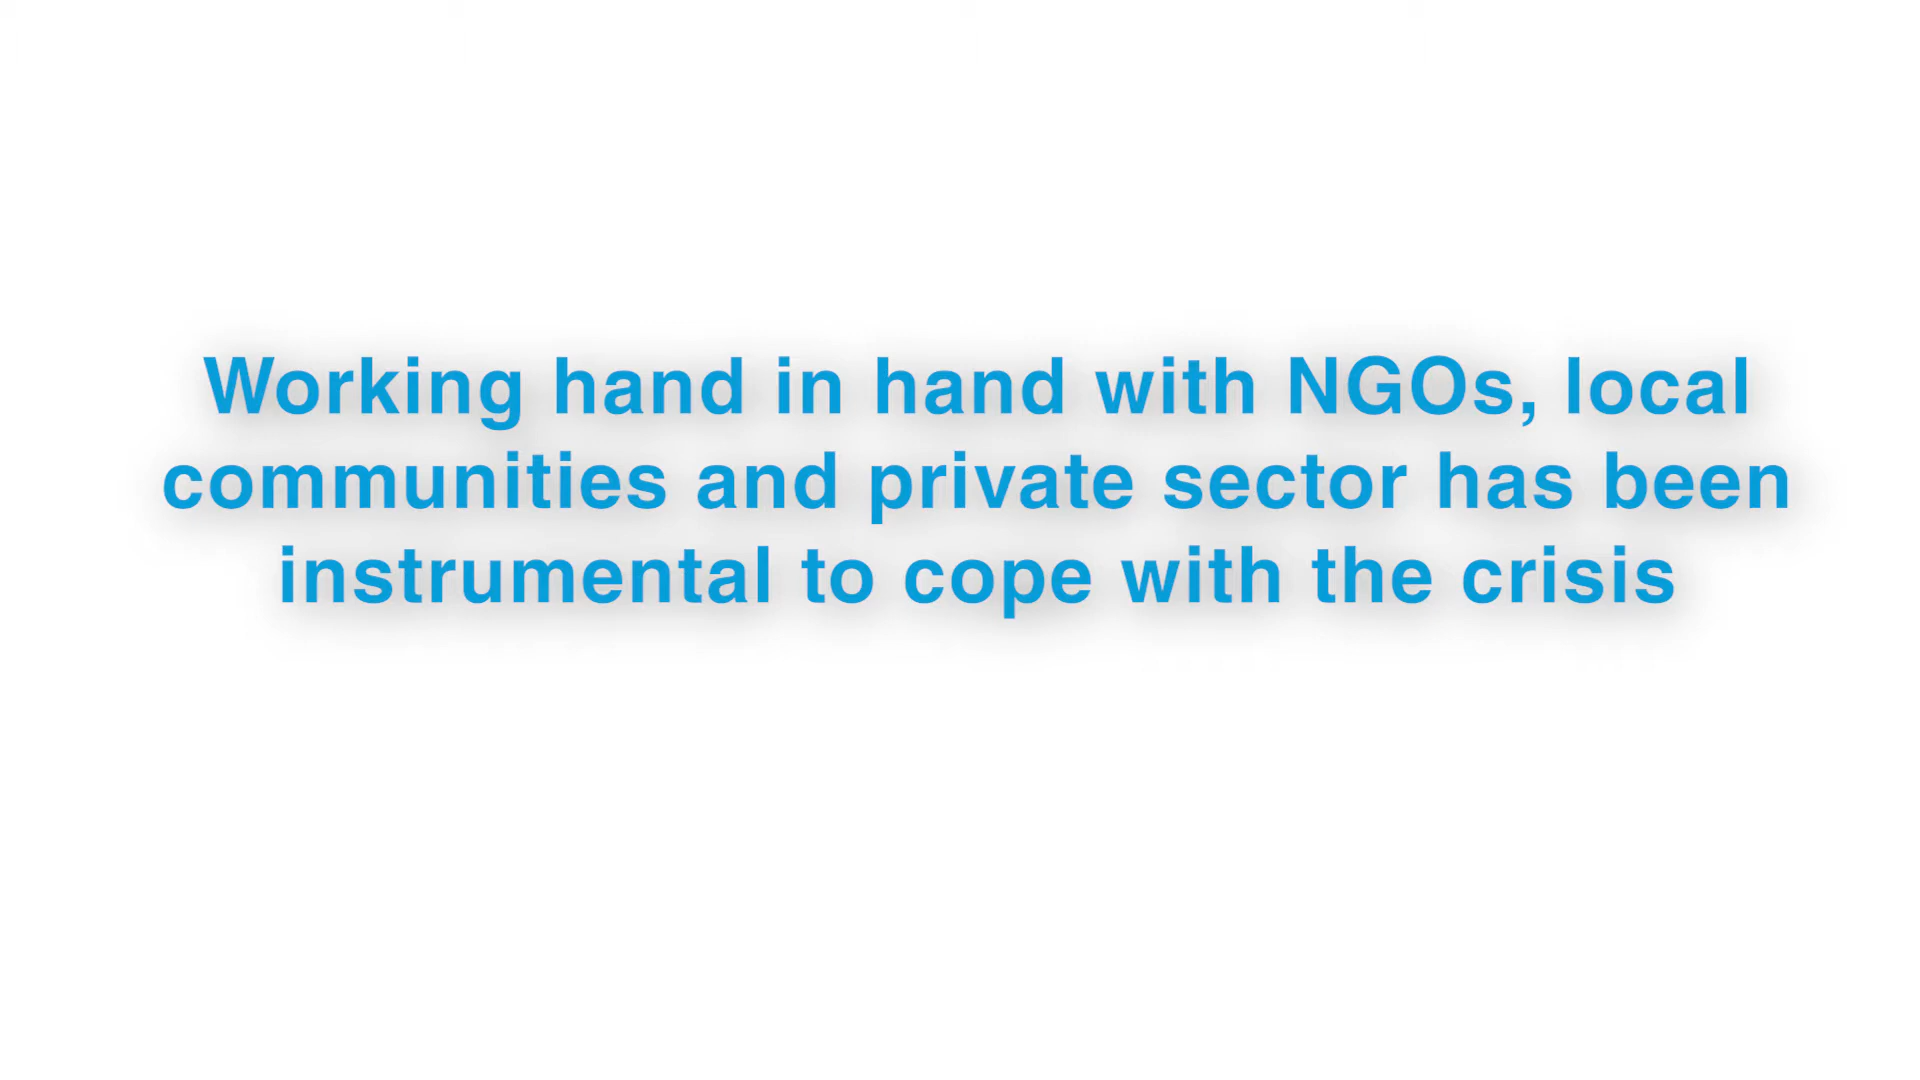 Working hand in hand with NGOs, local
communities and private sector has been
instrumental to cope with the crisis